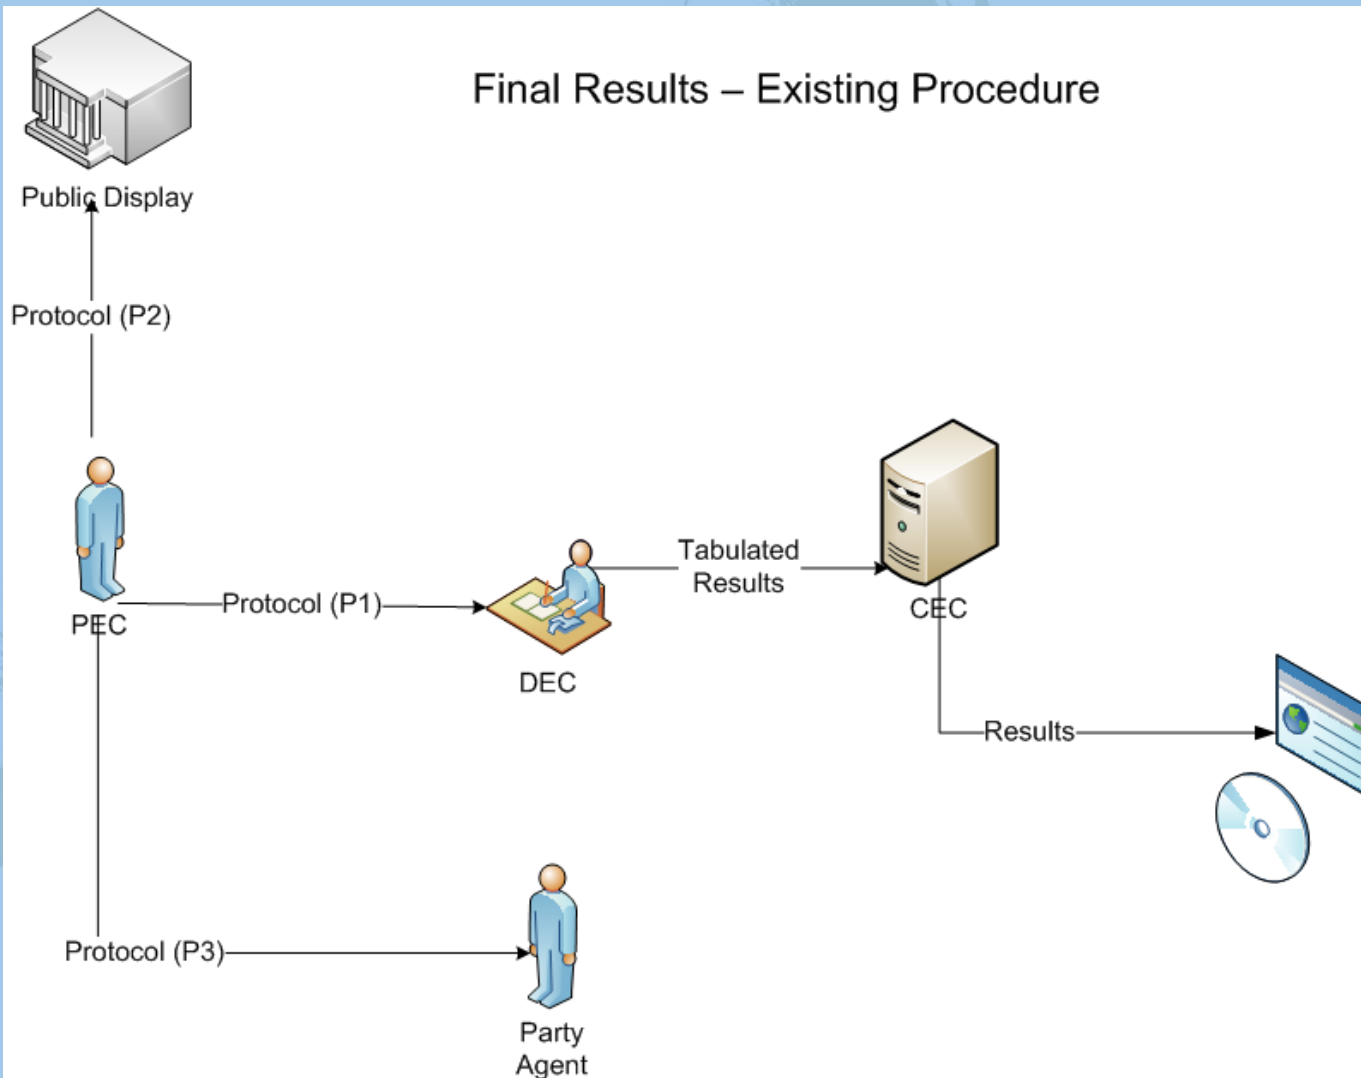 Final Results – Existing Procedure
Public Display
Protocol (P2)
PEC
Protocol (P1)
DEC
Tabulated
Results
CEC
Results
Protocol (P3)
Party
Agent